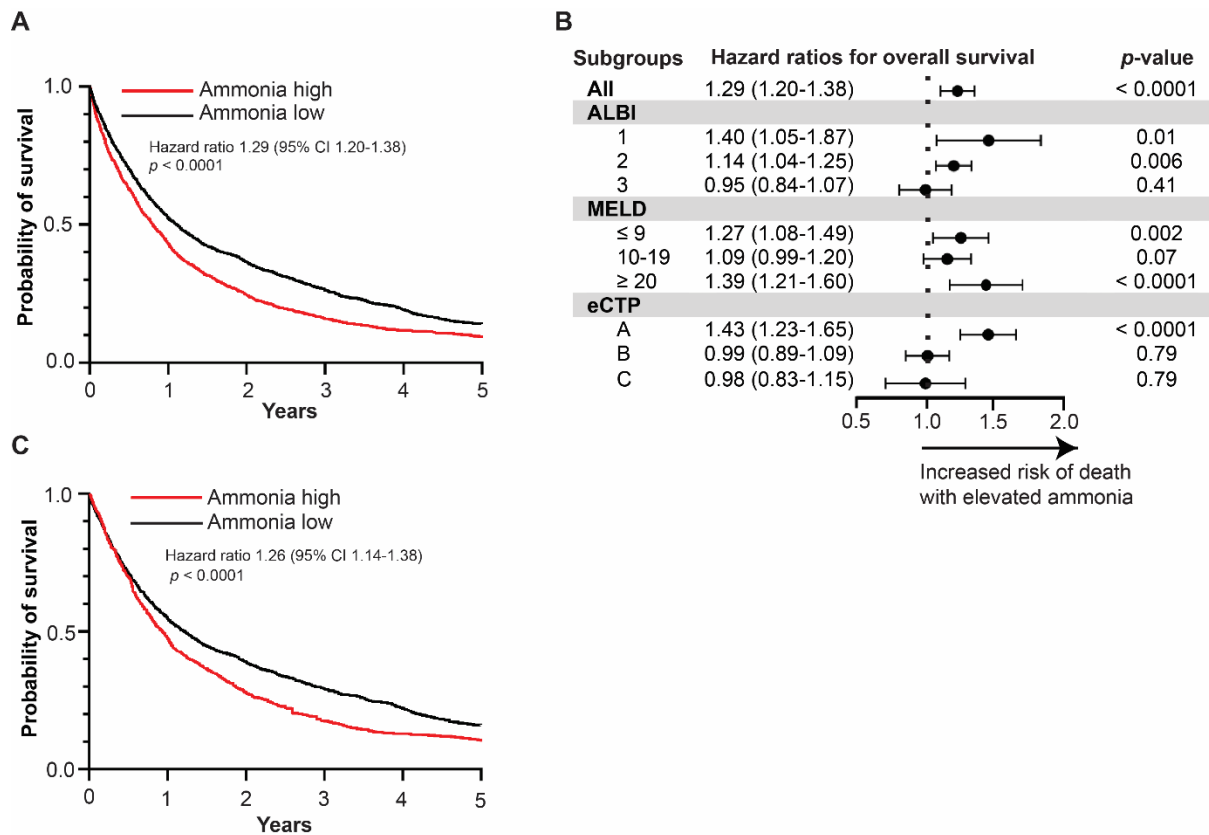 A
1.0
0.5
0.0
Probability of survival
Ammonia high
Ammonia low
Hazard ratio 1.29 (95% CI 1.20-1.38)
p < 0.0001
0 1 2 3 4 5
Years
B
Subgroups Hazard ratios for overall survival p-value
All 1.29 (1.20-1.38) < 0.0001
ALBI
1 1.40 (1.05-1.87) 0.01
2 1.14 (1.04-1.25) 0.006
3 0.95 (0.84-1.07) 0.41
MELD
≤ 9 1.27 (1.08-1.49) 0.002
10-19 1.09 (0.99-1.20) 0.07
≥ 20 1.39 (1.21-1.60) < 0.0001
eCTP
A 1.43 (1.23-1.65) < 0.0001
B 0.99 (0.89-1.09) 0.79
C 0.98 (0.83-1.15) 0.79
0.5 1.0 1.5 2.0
Increased risk of death
with elevated ammonia
C
1.0
0.5
0.0
Probability of survival
Ammonia high
Ammonia low
Hazard ratio 1.26 (95% CI 1.14-1.38)
p < 0.0001
0 1 2 3 4 5
Years